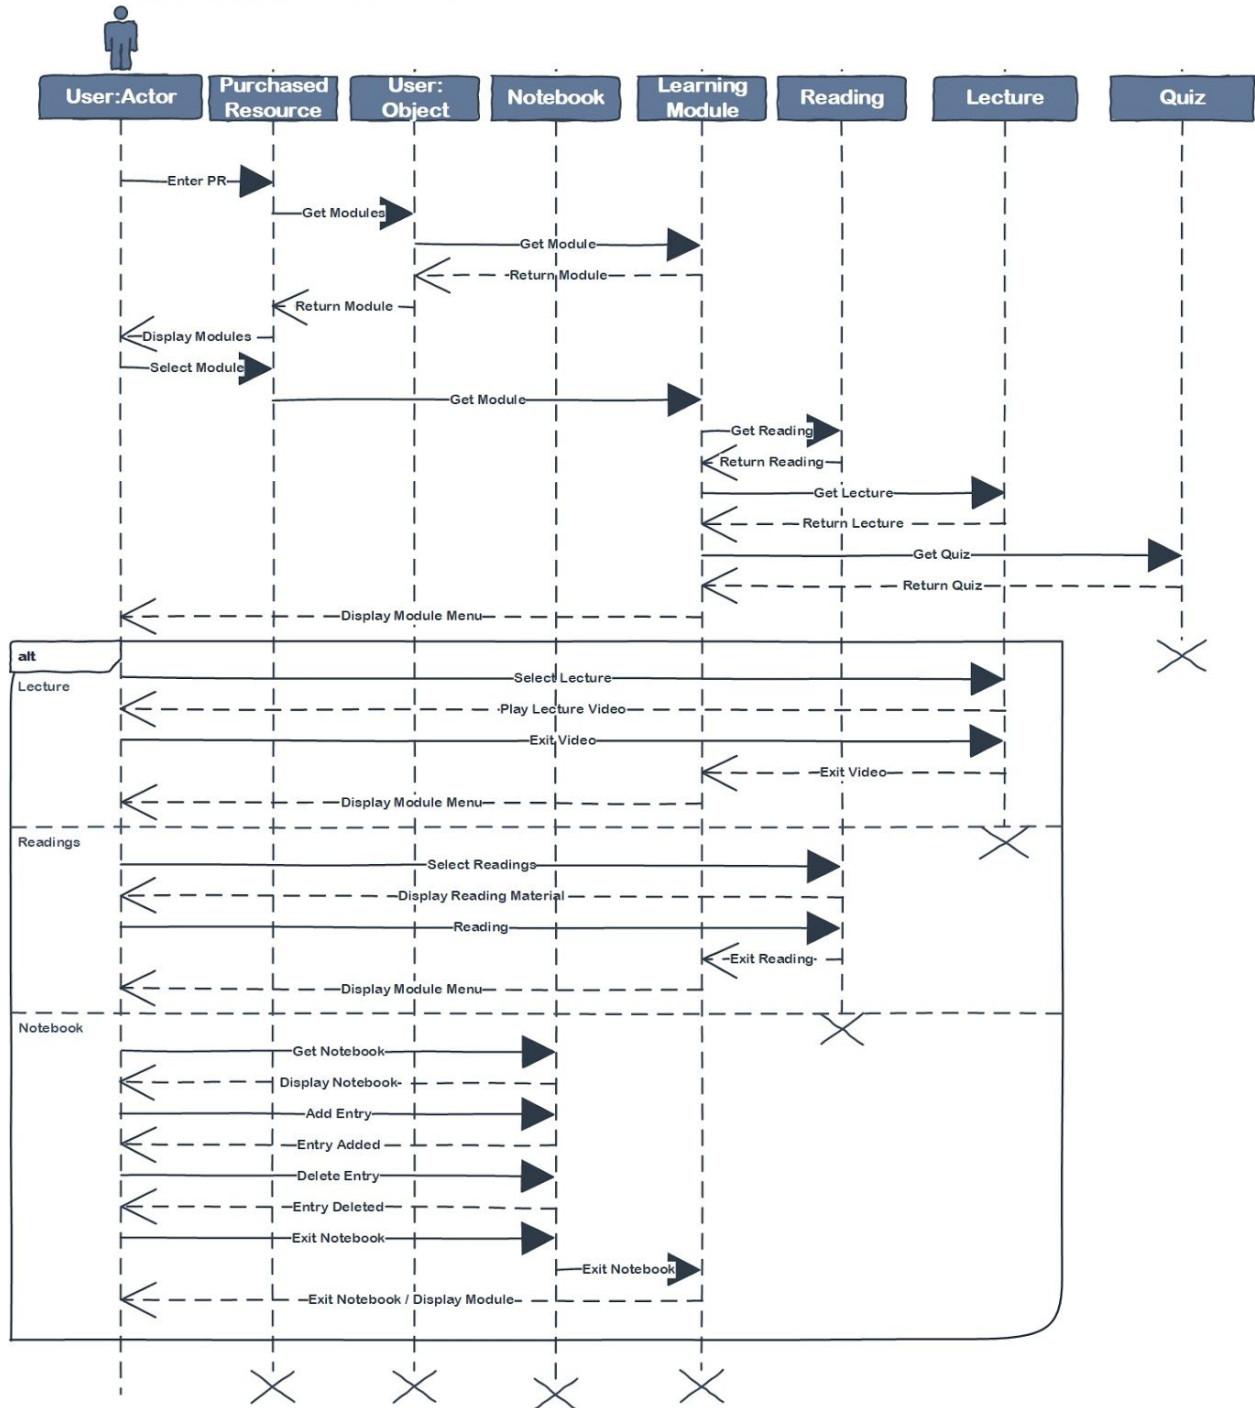 User:Actor
Purchased
Resource
User:
Object
Notebook
Learning
Module
Reading
Lecture
Quiz
Enter PR
Get Modules
Get Module
Return Module
Return Module
Display Modules
Select Module
Get Module
Get Reading
Return Reading
Get Lecture
Return Lecture
Get Quiz
Return Quiz
Display Module Menu
alt
Lecture
Select Lecture
Play Lecture Video
Exit Video
Exit Video
Display Module Menu
Readings
Select Readings
Display Reading Material
Reading
Exit Reading
Display Module Menu
Notebook
Get Notebook
Display Notebook
Add Entry
Entry Added
Delete Entry
Entry Deleted
Exit Notebook
Exit Notebook
Exit Notebook / Display Module